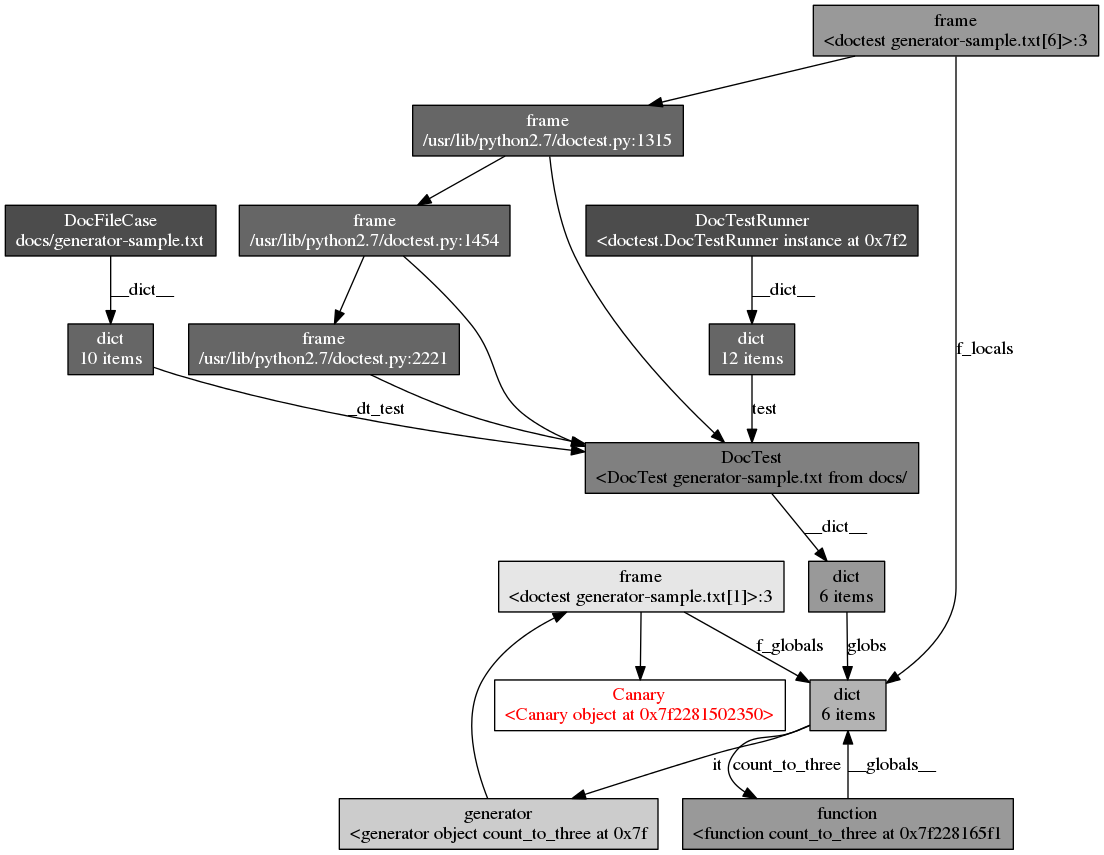 frame
<doctest generator-sample.txt[6]>:3
frame
/usr/lib/python2.7/doctest.py:1315
DocFileCase
docs/generator-sample.txt
frame
/usr/lib/python2.7/doctest.py:1454
DocTestRunner
<doctest.DocTestRunner instance at 0x7f2
__dict__
__dict__
dict
10 items
frame
/usr/lib/python2.7/doctest.py:2221
dict
12 items
f_locals
_dt_test
test
DocTest
<DocTest generator-sample.txt from docs/
__dict__
frame
<doctest generator-sample.txt[1]>:3
dict
6 items
f_globals
globs
Canary
<Canary object at 0x7f2281502350>
dict
6 items
it
count_to_three
__globals__
generator
<generator object count_to_three at 0x7f
function
<function count_to_three at 0x7f228165f1